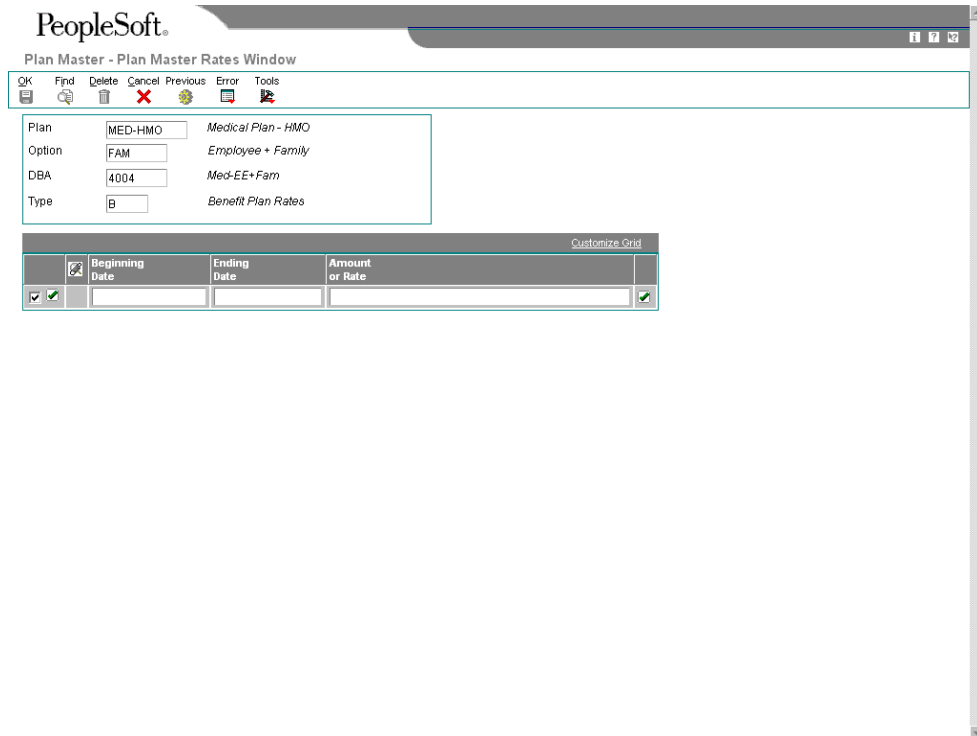 PeopleSoft®
Plan Master - Plan Master Rates Window
OK Find Delete Cancel Previous Error Tools
Plan MED-HMO Medical Plan - HMO
Option FAM Employee + Family
DBA 4004 Med-EE+Fam
Type B Benefit Plan Rates
Customize Grid
Beginning Date Ending Date Amount or Rate